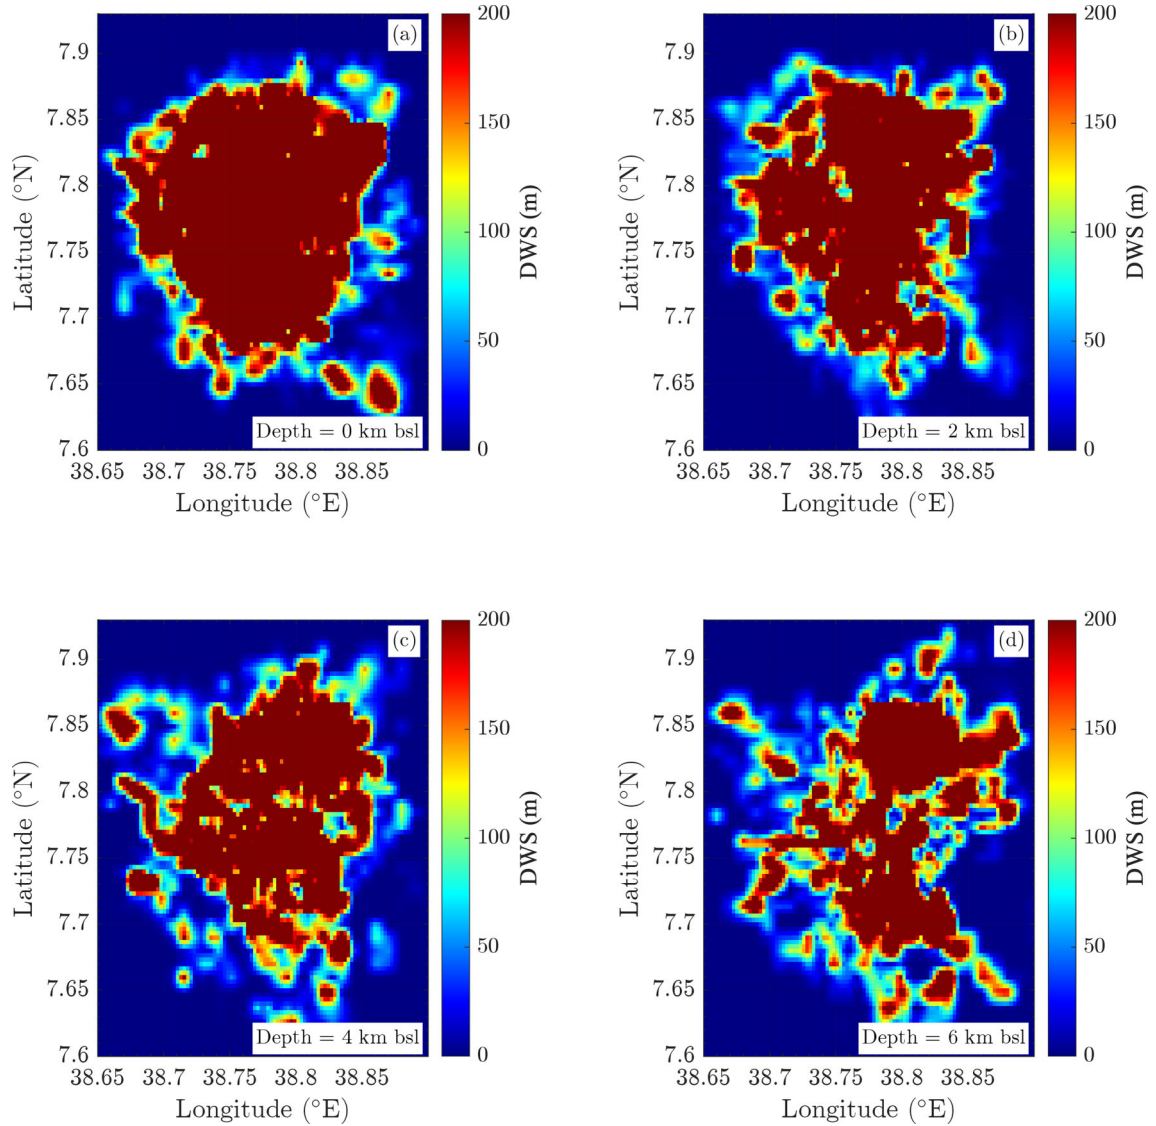 (a)
7.9
7.85
7.8
7.75
7.7
7.65
7.6
Latitude (°N)
38.65 38.7 38.75 38.8 38.85
Longitude (°E)
Depth = 0 km bsl
200
150
100
50
0
DWS (m)
(b)
7.9
7.85
7.8
7.75
7.7
7.65
7.6
Latitude (°N)
38.65 38.7 38.75 38.8 38.85
Longitude (°E)
Depth = 2 km bsl
200
150
100
50
0
DWS (m)
(c)
7.9
7.85
7.8
7.75
7.7
7.65
7.6
Latitude (°N)
38.65 38.7 38.75 38.8 38.85
Longitude (°E)
Depth = 4 km bsl
200
150
100
50
0
DWS (m)
(d)
7.9
7.85
7.8
7.75
7.7
7.65
7.6
Latitude (°N)
38.65 38.7 38.75 38.8 38.85
Longitude (°E)
Depth = 6 km bsl
200
150
100
50
0
DWS (m)